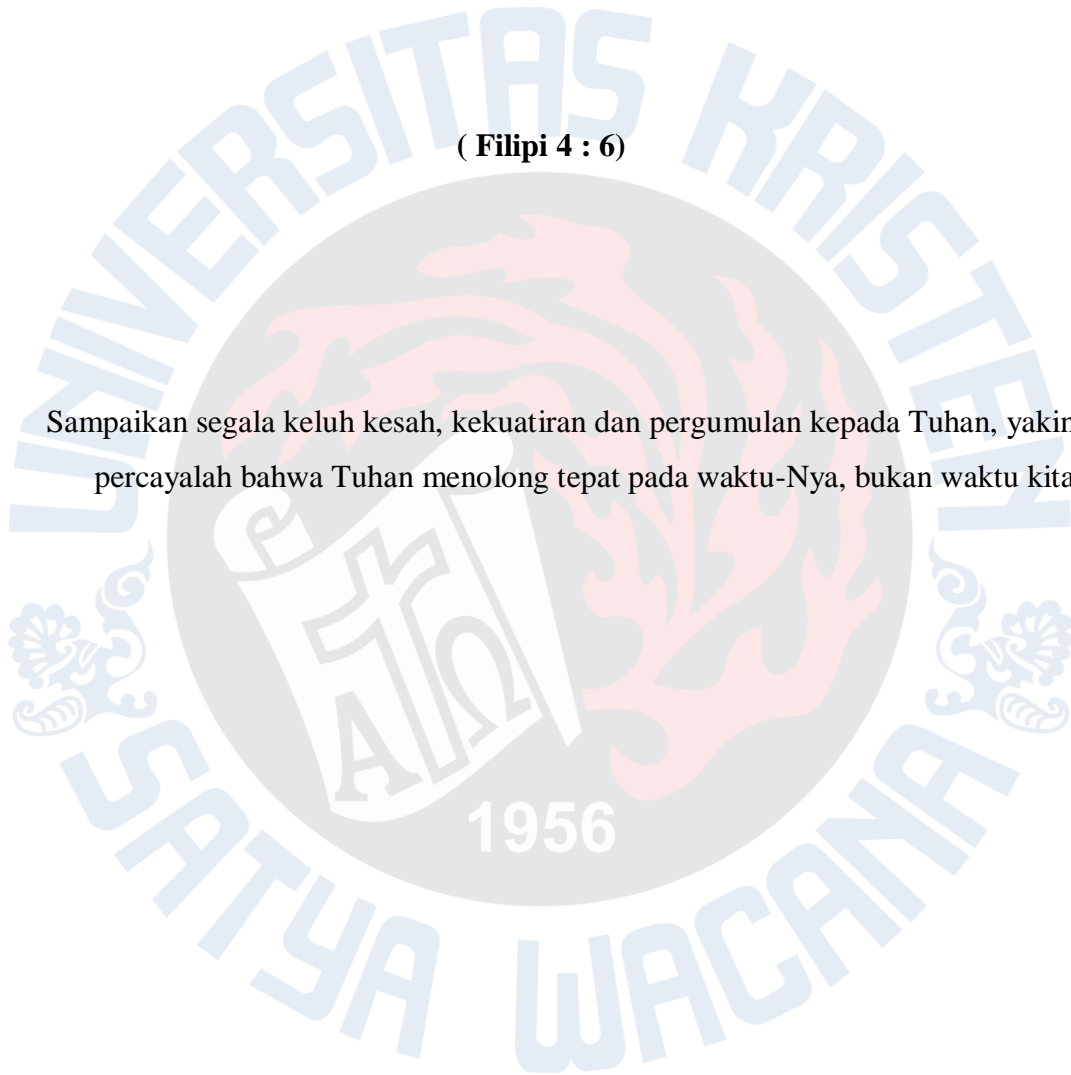 UNIVERSITAS KRISTEN
( Filipi 4 : 6)
Sampaikan segala keluh kesah, kekuatiran dan pergumulan kepada Tuhan, yakin
percayalah bahwa Tuhan menolong tepat pada waktu-Nya, bukan waktu kita
Α Ω
1956
SATYA WACANA